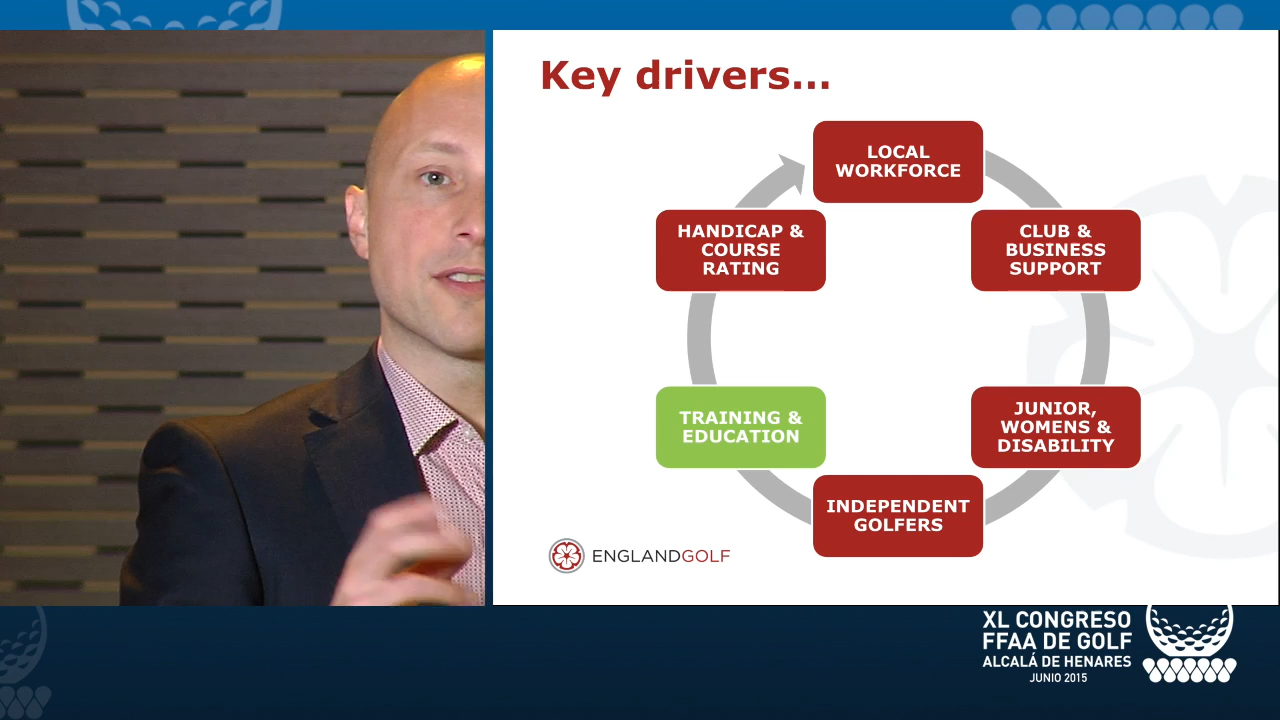 Key drivers...
LOCAL
WORKFORCE
HANDICAP &
COURSE
RATING
CLUB &
BUSINESS
SUPPORT
TRAINING &
EDUCATION
JUNIOR,
WOMENS &
DISABILITY
INDEPENDENT
GOLFERS
ENGLANDGOLF
XL CONGRESO
FFAA DE GOLF
ALCALÁ DE HENARES
JUNIO 2015